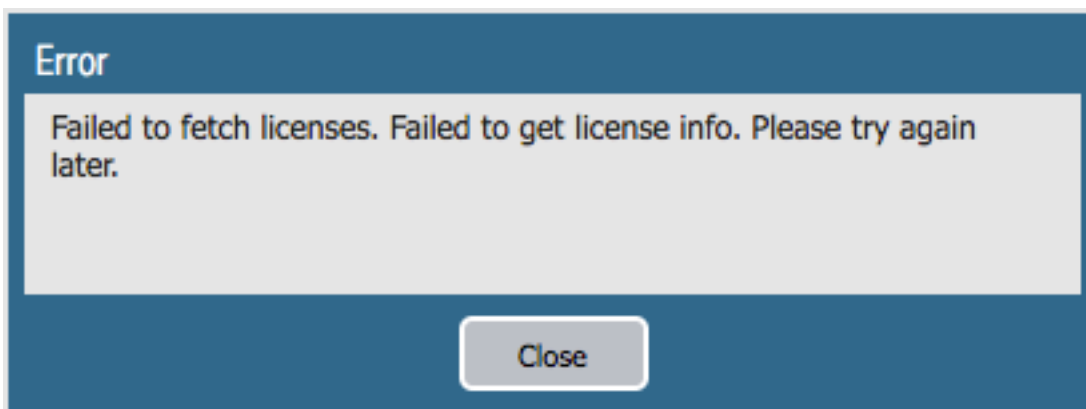 Error
Failed to fetch licenses. Failed to get license info. Please try again
later.
Close